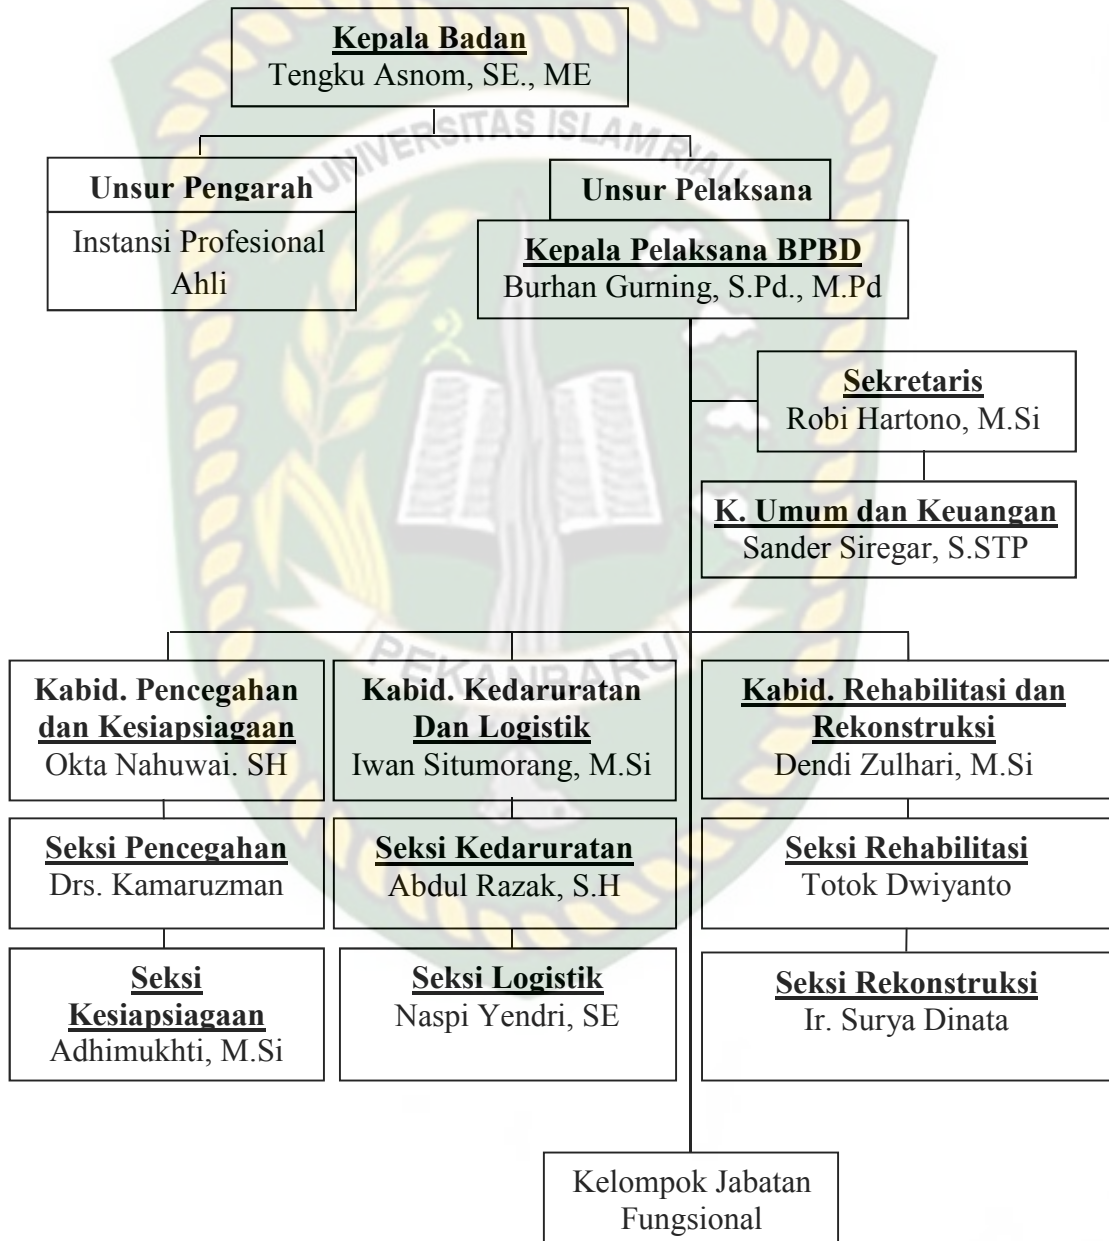 Kepala Badan
Tengku Asnom, SE., ME
UNIVERSITAS ISLAM RIAU
Unsur Pengarah
Instansi Profesional
Ahli
Unsur Pelaksana
Kepala Pelaksana BPBD
Burhan Gurning, S.Pd., M.Pd
Sekretaris
Robi Hartono, M.Si
K. Umum dan Keuangan
Sander Siregar, S.STP
PEKANBARU
Kabid. Pencegahan
dan Kesiapsiagaan
Okta Nahuwai. SH
Kabid. Kedaruratan
Dan Logistik
Iwan Situmorang, M.Si
Kabid. Rehabilitasi dan
Rekonstruksi
Dendi Zulhari, M.Si
Seksi Pencegahan
Drs. Kamaruzman
Seksi Kedaruratan
Abdul Razak, S.H
Seksi Rehabilitasi
Totok Dwiyanto
Seksi
Kesiapsiagaan
Adhimukhti, M.Si
Seksi Logistik
Naspi Yendri, SE
Seksi Rekonstruksi
Ir. Surya Dinata
Kelompok Jabatan
Fungsional